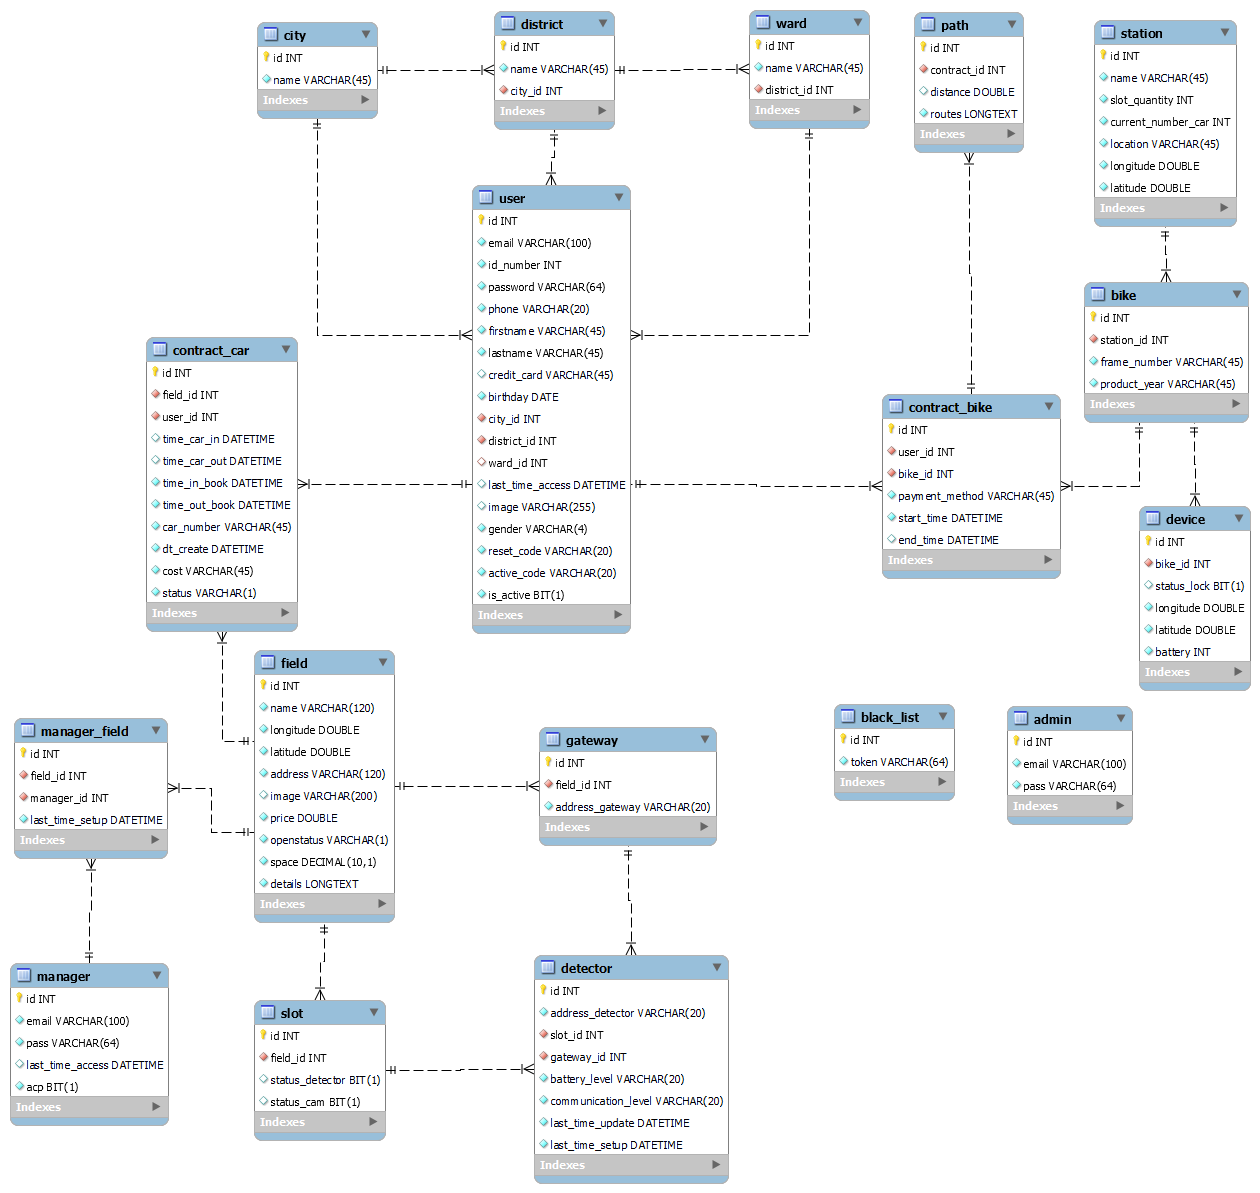 city
id INT
name VARCHAR(45)
Indexes
district
id INT
name VARCHAR(45)
city_id INT
Indexes
ward
id INT
name VARCHAR(45)
district_id INT
Indexes
path
id INT
contract_id INT
distance DOUBLE
routes LONGTEXT
Indexes
station
id INT
name VARCHAR(45)
slot_quantity INT
current_number_car INT
location VARCHAR(45)
longitude DOUBLE
latitude DOUBLE
Indexes
user
id INT
email VARCHAR(100)
id_number INT
password VARCHAR(64)
phone VARCHAR(20)
firstname VARCHAR(45)
lastname VARCHAR(45)
credit_card VARCHAR(45)
birthday DATE
city_id INT
district_id INT
ward_id INT
last_time_access DATETIME
image VARCHAR(255)
gender VARCHAR(4)
reset_code VARCHAR(20)
active_code VARCHAR(20)
is_active BIT(1)
Indexes
bike
id INT
station_id INT
frame_number VARCHAR(45)
product_year VARCHAR(45)
Indexes
contract_car
id INT
field_id INT
user_id INT
time_car_in DATETIME
time_car_out DATETIME
time_in_book DATETIME
time_out_book DATETIME
car_number VARCHAR(45)
dt_create DATETIME
cost VARCHAR(45)
status VARCHAR(1)
Indexes
contract_bike
id INT
user_id INT
bike_id INT
payment_method VARCHAR(45)
start_time DATETIME
end_time DATETIME
Indexes
device
id INT
bike_id INT
status_lock BIT(1)
longitude DOUBLE
latitude DOUBLE
battery INT
Indexes
field
id INT
name VARCHAR(120)
longitude DOUBLE
latitude DOUBLE
address VARCHAR(120)
image VARCHAR(200)
price DOUBLE
openstatus VARCHAR(1)
space DECIMAL(10,1)
details LONGTEXT
Indexes
manager_field
id INT
field_id INT
manager_id INT
last_time_setup DATETIME
Indexes
gateway
id INT
field_id INT
address_gateway VARCHAR(20)
Indexes
black_list
id INT
token VARCHAR(64)
Indexes
admin
id INT
email VARCHAR(100)
pass VARCHAR(64)
Indexes
manager
id INT
email VARCHAR(100)
pass VARCHAR(64)
last_time_access DATETIME
acp BIT(1)
Indexes
slot
id INT
field_id INT
status_detector BIT(1)
status_cam BIT(1)
Indexes
detector
id INT
address_detector VARCHAR(20)
slot_id INT
gateway_id INT
battery_level VARCHAR(20)
communication_level VARCHAR(20)
last_time_update DATETIME
last_time_setup DATETIME
Indexes